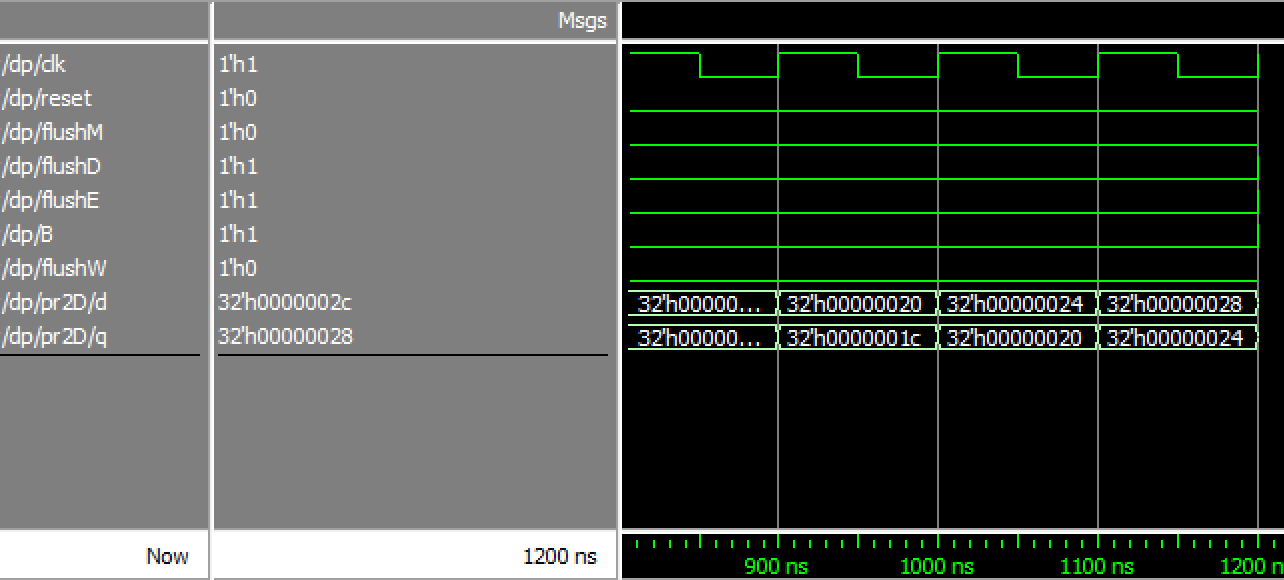 Msgs
/dp/clk 1'h1
/dp/reset 1'h0
/dp/flushM 1'h0
/dp/flushD 1'h1
/dp/flushE 1'h1
/dp/B 1'h1
/dp/flushW 1'h0
/dp/pr2D/d 32'h0000002c 32'h00000... 32'h00000020 32'h00000024 32'h00000028
/dp/pr2D/q 32'h00000028 32'h00000... 32'h0000001c 32'h00000020 32'h00000024
Now 1200 ns 900 ns 1000 ns 1100 ns 1200 n